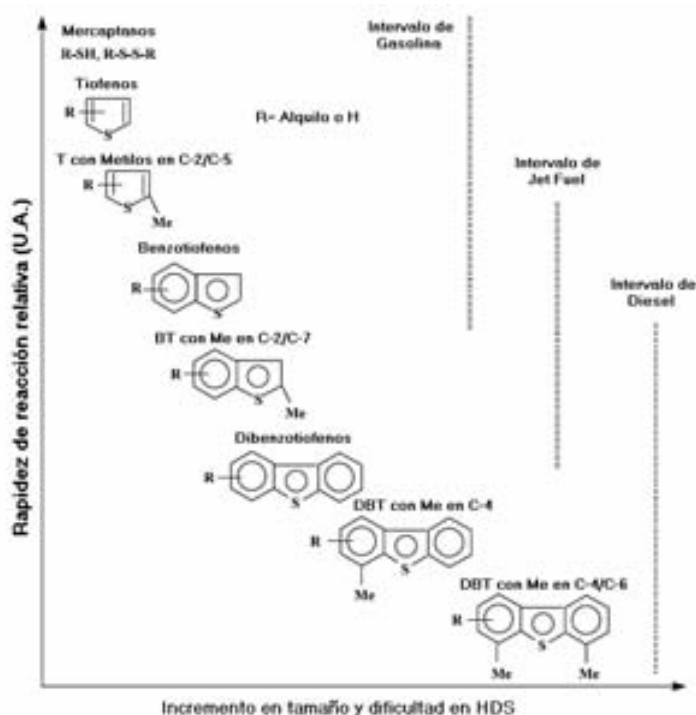 Mercaptanos
R-SH, R-S-S-R
Intervalo de
Gasolina
Tiofenos
R
S
R= Alquilo o H
T con Metilos en C-2/C-5
R
S
Me
Intervalo de
Jet Fuel
Benzotiofenos
R
S
Intervalo de
Diesel
BT con Me en C-2/C-7
R
S
Me
Dibenzotiofenos
R
S
DBT con Me en C-4
R
S
Me
DBT con Me en C-4/C-6
R
S
Me
Me
Rapidez de reacción relativa (U.A.)
Incremento en tamaño y dificultad en HDS